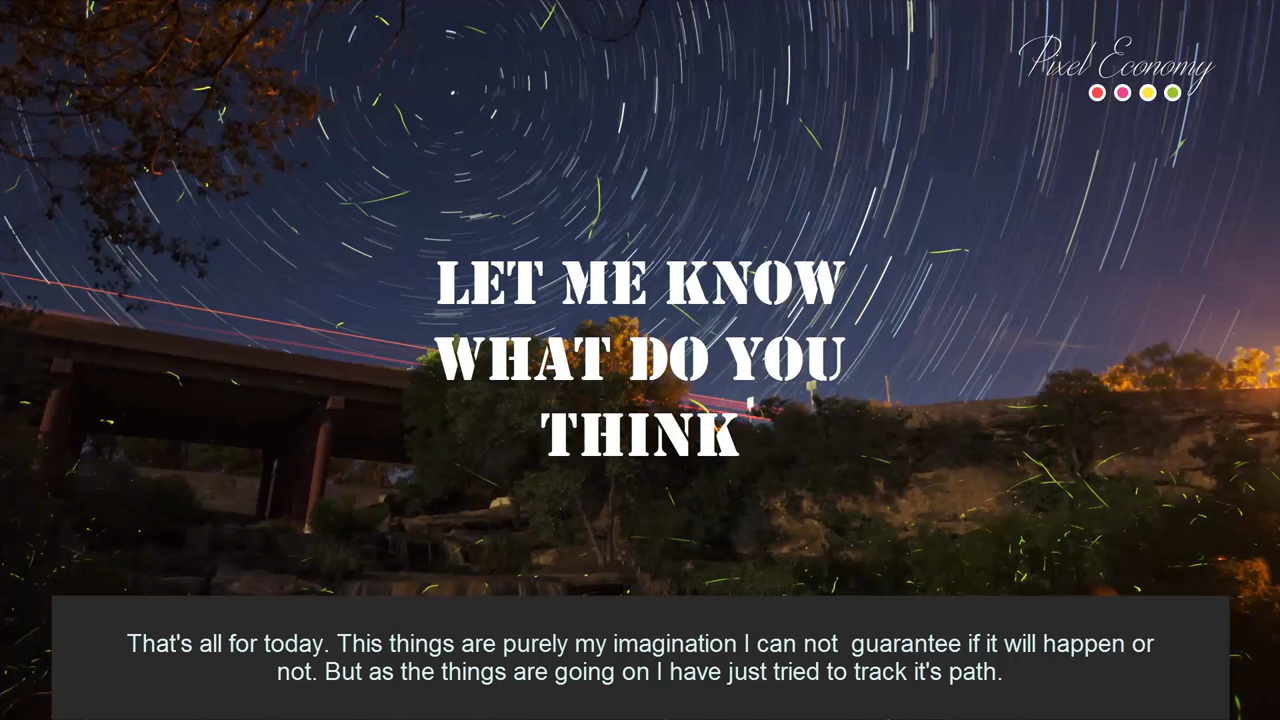 Pixel Economy
LET ME KNOW
WHAT DO YOU
THINK
That's all for today. This things are purely my imagination I can not  guarantee if it will happen or
not. But as the things are going on I have just tried to track it's path.